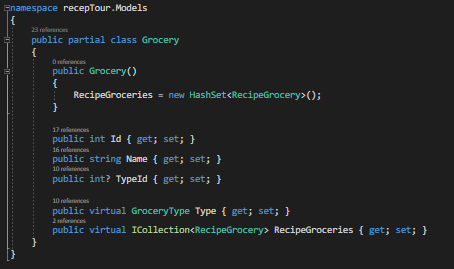 namespace recepTour.Models
{
23 references
public partial class Grocery
{
0 references
public Grocery()
{
RecipeGroceries = new HashSet<RecipeGrocery>();
}
17 references
public int Id { get; set; }
16 references
public string Name { get; set; }
10 references
public int? TypeId { get; set; }
10 references
public virtual GroceryType Type { get; set; }
2 references
public virtual ICollection<RecipeGrocery> RecipeGroceries { get; set; }
}
}